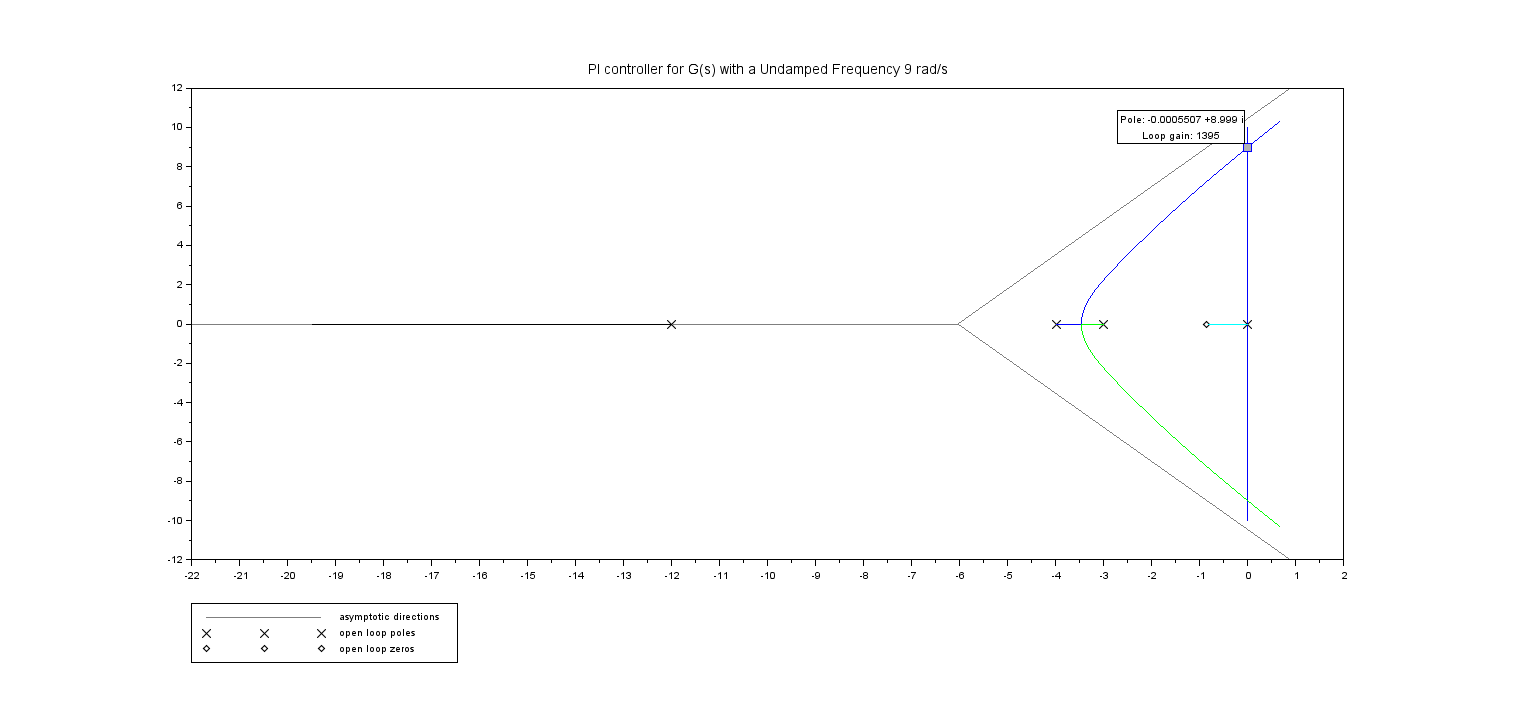 PI controller for G(s) with a Undamped Frequency 9 rad/s
12
10
8
6
4
2
0
-2
-4
-6
-8
-10
-12
Pole: -0.0005507 +8.999 i
Loop gain: 1395
-22 -21 -20 -19 -18 -17 -16 -15 -14 -13 -12 -11 -10 -9 -8 -7 -6 -5 -4 -3 -2 -1 0 1 2
asymptotic directions
open loop poles
open loop zeros